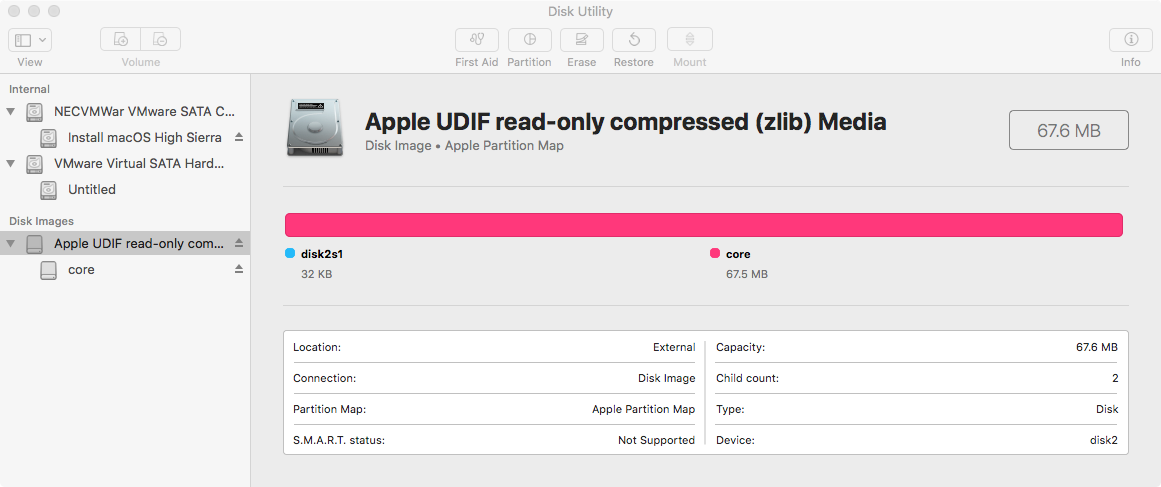 Disk Utility
View
Volume
First Aid
Partition
Erase
Restore
Mount
Info
Internal
NECVMWar VMware SATA C...
Install macOS High Sierra
VMware Virtual SATA Hard...
Untitled
Disk Images
Apple UDIF read-only com...
core
Apple UDIF read-only compressed (zlib) Media
Disk Image • Apple Partition Map
67.6 MB
disk2s1
32 KB
core
67.5 MB
Location: External
Connection: Disk Image
Partition Map: Apple Partition Map
S.M.A.R.T. status: Not Supported
Capacity: 67.6 MB
Child count: 2
Type: Disk
Device: disk2